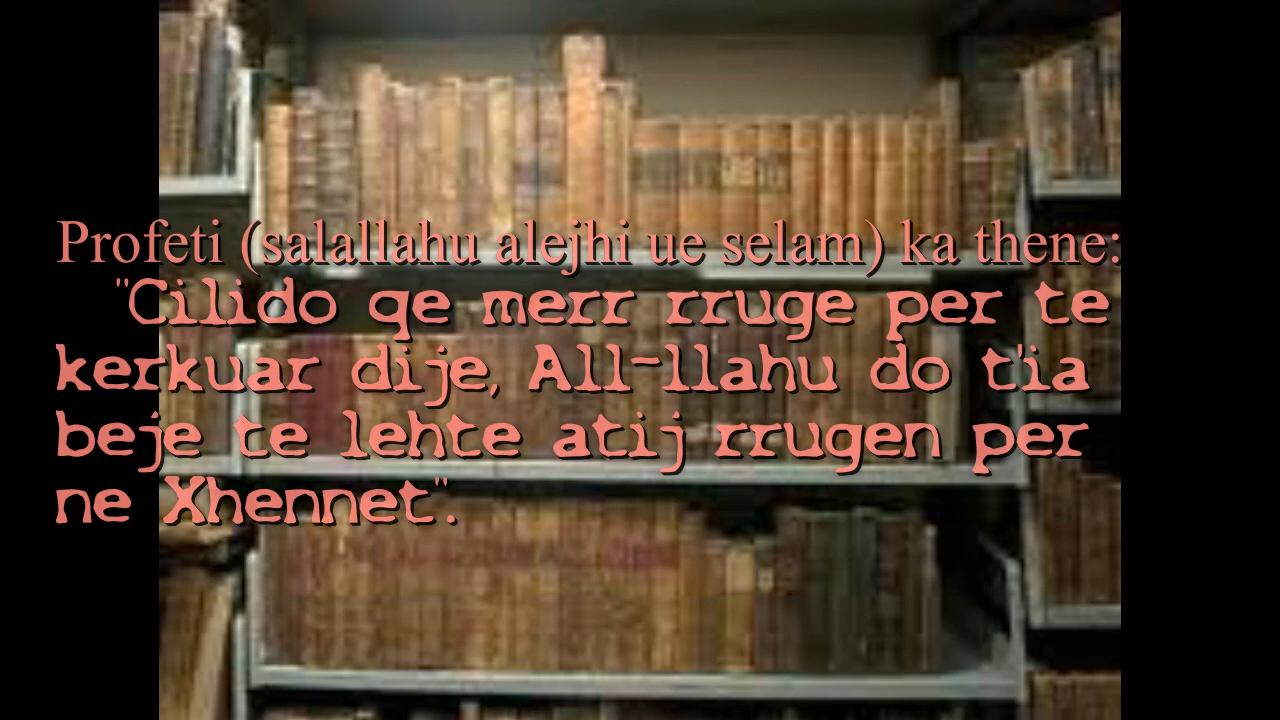 Profeti (salallahu alejhi ue selam) ka thene:
"Cilido qe merr rruge per te
kerkuar dije, All-llahu do t'ia
beje te lehte atij rrugen per
ne Xhennet".